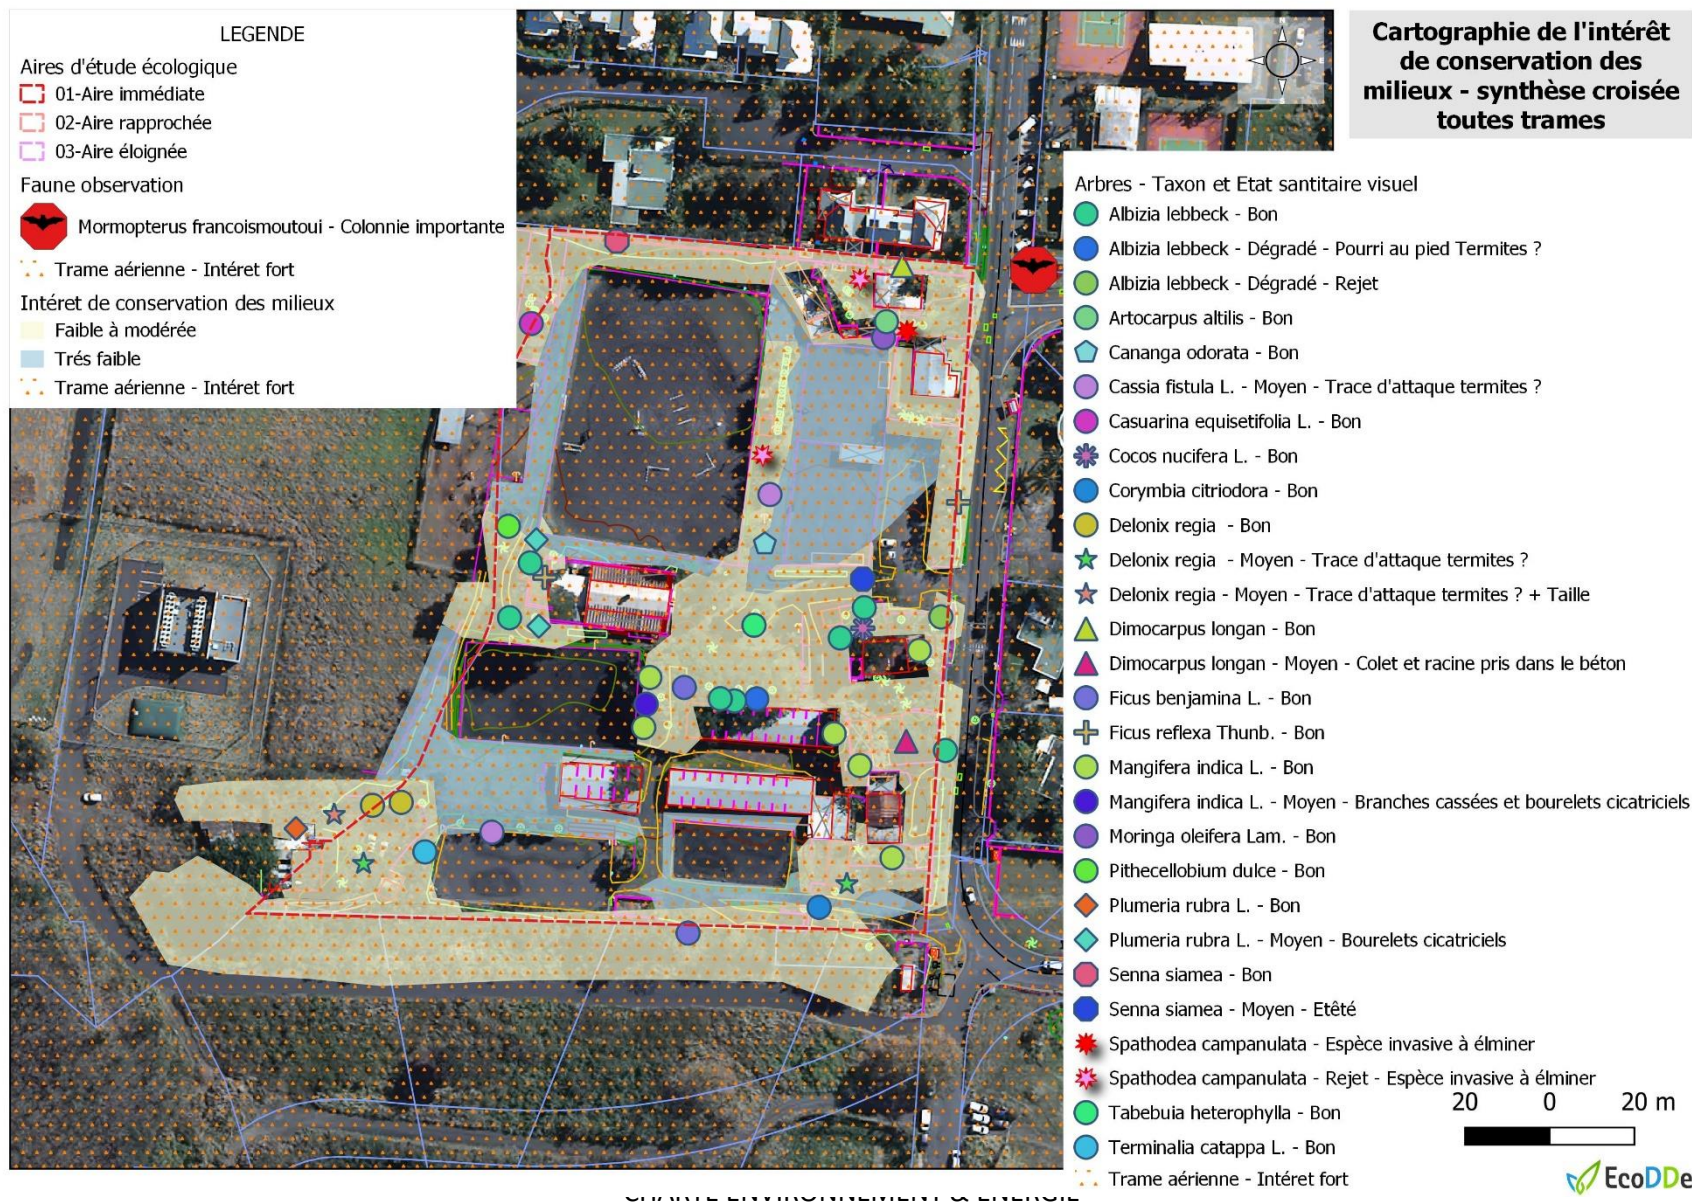 LEGENDE
Aires d'étude écologique
01-Aire immédiate
02-Aire rapprochée
03-Aire éloignée
Faune observation
Mormopterus francoismoutoui - Colonnie importante
Trame aérienne - Intéret fort
Intéret de conservation des milieux
Faible à modérée
Trés faible
Trame aérienne - Intéret fort
Cartographie de l'intérêt
de conservation des
milieux - synthèse croisée
toutes trames
Arbres - Taxon et Etat santitaire visuel
Albizia lebbeck - Bon
Albizia lebbeck - Dégradé - Pourri au pied Termites ?
Albizia lebbeck - Dégradé - Rejet
Artocarpus altilis - Bon
Cananga odorata - Bon
Cassia fistula L. - Moyen - Trace d'attaque termites ?
Casuarina equisetifolia L. - Bon
Cocos nucifera L. - Bon
Corymbia citriodora - Bon
Delonix regia - Bon
Delonix regia - Moyen - Trace d'attaque termites ?
Delonix regia - Moyen - Trace d'attaque termites ? + Taille
Dimocarpus longan - Bon
Dimocarpus longan - Moyen - Colet et racine pris dans le béton
Ficus benjamina L. - Bon
Ficus reflexa Thunb. - Bon
Mangifera indica L. - Bon
Mangifera indica L. - Moyen - Branches cassées et bourelets cicatriciels
Moringa oleifera Lam. - Bon
Pithecellobium dulce - Bon
Plumeria rubra L. - Bon
Plumeria rubra L. - Moyen - Bourelets cicatriciels
Senna siamea - Bon
Senna siamea - Moyen - Etêté
Spathodea campanulata - Espèce invasive à élminer
Spathodea campanulata - Rejet - Espèce invasive à élminer
Tabebuia heterophylla - Bon
Terminalia catappa L. - Bon
Trame aérienne - Intéret fort
20 0 20 m
EcoDDe
CHARTE ENVIRONNEMENT & ENERGIE